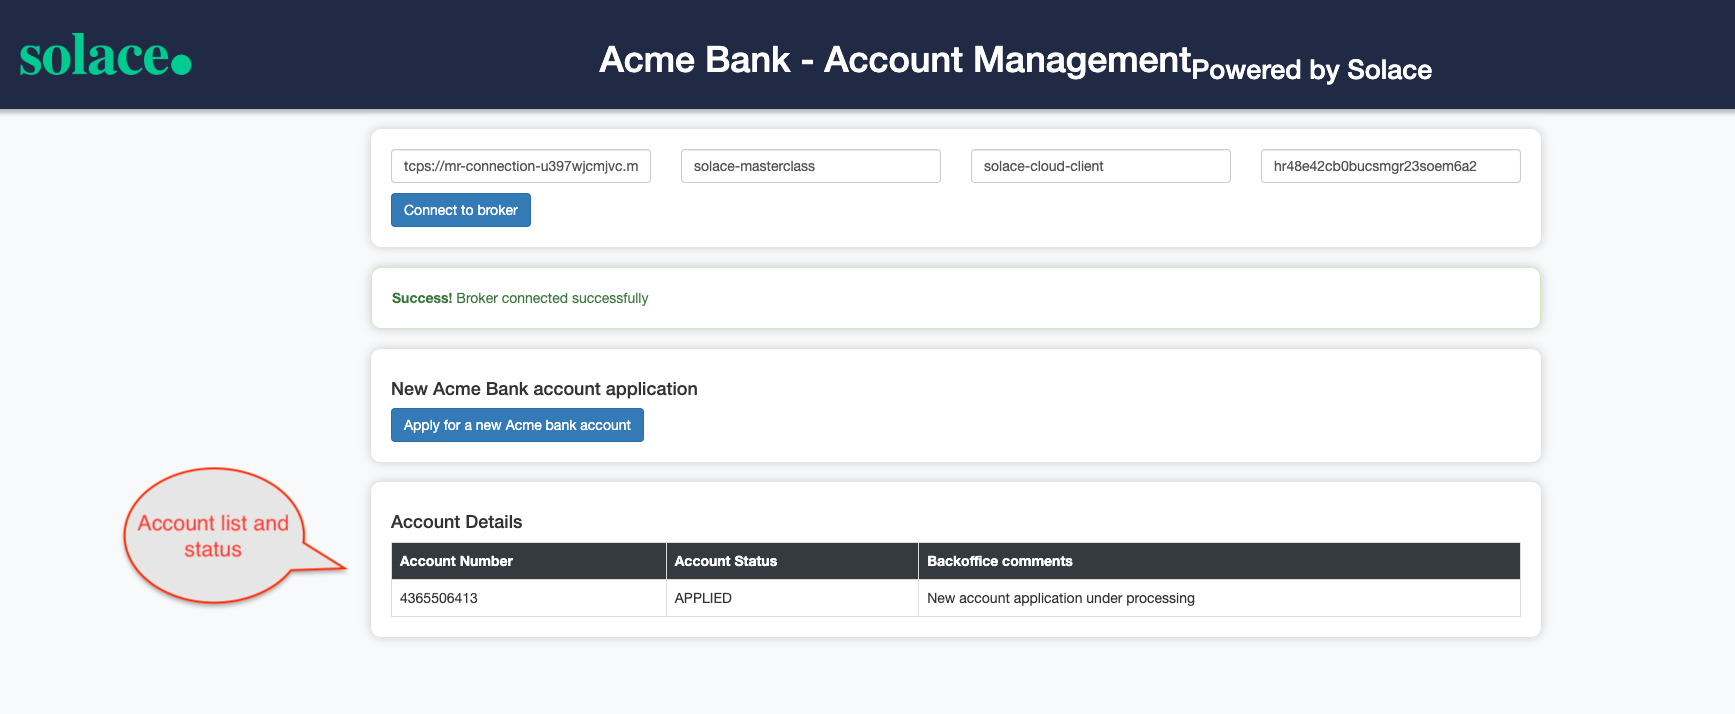 solace.
Acme Bank - Account Management Powered by Solace
tcps://mr-connection-u397wjcmjvc.m
solace-masterclass
solace-cloud-client
hr48e42cb0bucsmgr23soem6a2
Connect to broker
Success! Broker connected successfully
New Acme Bank account application
Apply for a new Acme bank account
Account list and
status
Account Details
Account Number Account Status Backoffice comments
4365506413 APPLIED New account application under processing